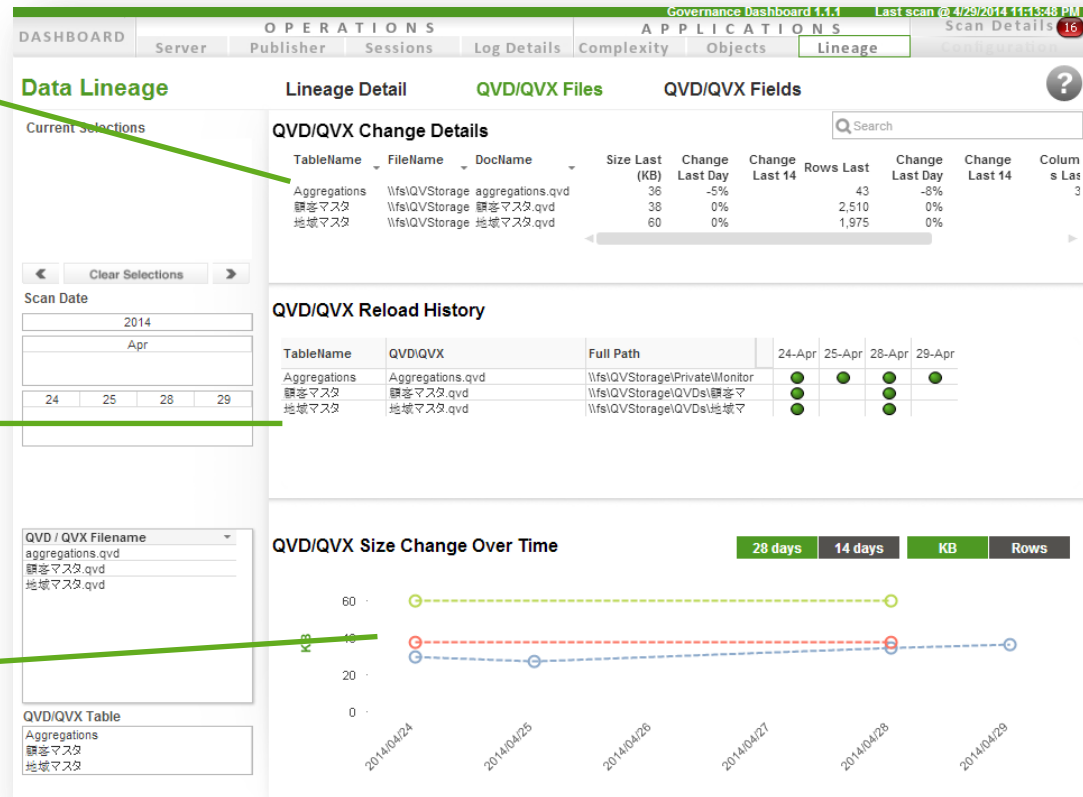 Governance Dashboard 1.1.1 Last scan @ 4/29/2014 11:13:48 PM
DASHBOARD OPERATIONS APPLICATIONS Scan Details 16
Server Publisher Sessions Log Details Complexity Objects Lineage Configuration
Data Lineage Lineage Detail QVD/QVX Files QVD/QVX Fields ?
Current Selections
Clear Selections
Scan Date
2014
Apr
24 25 28 29
QVD / QVX Filename
aggregations.qvd
顧客マスタ.qvd
地域マスタ.qvd
QVD/QVX Table
Aggregations
顧客マスタ
地域マスタ
QVD/QVX Change Details
Search
TableName FileName DocName Size Last (KB) Change Last Day Change Last 14 Rows Last Change Last Day Change Last 14 Colum s Las
Aggregations \\fs\QVStorage aggregations.qvd 36 -5% 43 -8% 3
顧客マスタ \\fs\QVStorage 顧客マスタ.qvd 38 0% 2,510 0%
地域マスタ \\fs\QVStorage 地域マスタ.qvd 60 0% 1,975 0%
QVD/QVX Reload History
TableName QVD\QVX Full Path 24-Apr 25-Apr 28-Apr 29-Apr
Aggregations Aggregations.qvd \\fs\QVStorage\Private\Monitor
顧客マスタ 顧客マスタ.qvd \\fs\QVStorage\QVDs\顧客マ
地域マスタ 地域マスタ.qvd \\fs\QVStorage\QVDs\地域マ
QVD/QVX Size Change Over Time
28 days 14 days KB Rows
KB
60
40
20
0
2014/04/24 2014/04/25 2014/04/26 2014/04/27 2014/04/28 2014/04/29